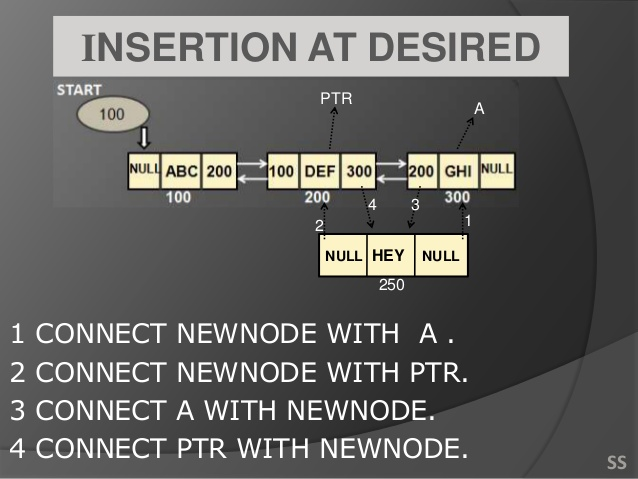 INSERTION AT DESIRED
START
PTR
A
100
NULL ABC 200 100 DEF 300 200 GHI NULL
100 200 300
4 3
2 1
NULL HEY NULL
250
1 CONNECT NEWNODE WITH A .
2 CONNECT NEWNODE WITH PTR.
3 CONNECT A WITH NEWNODE.
4 CONNECT PTR WITH NEWNODE.
SS